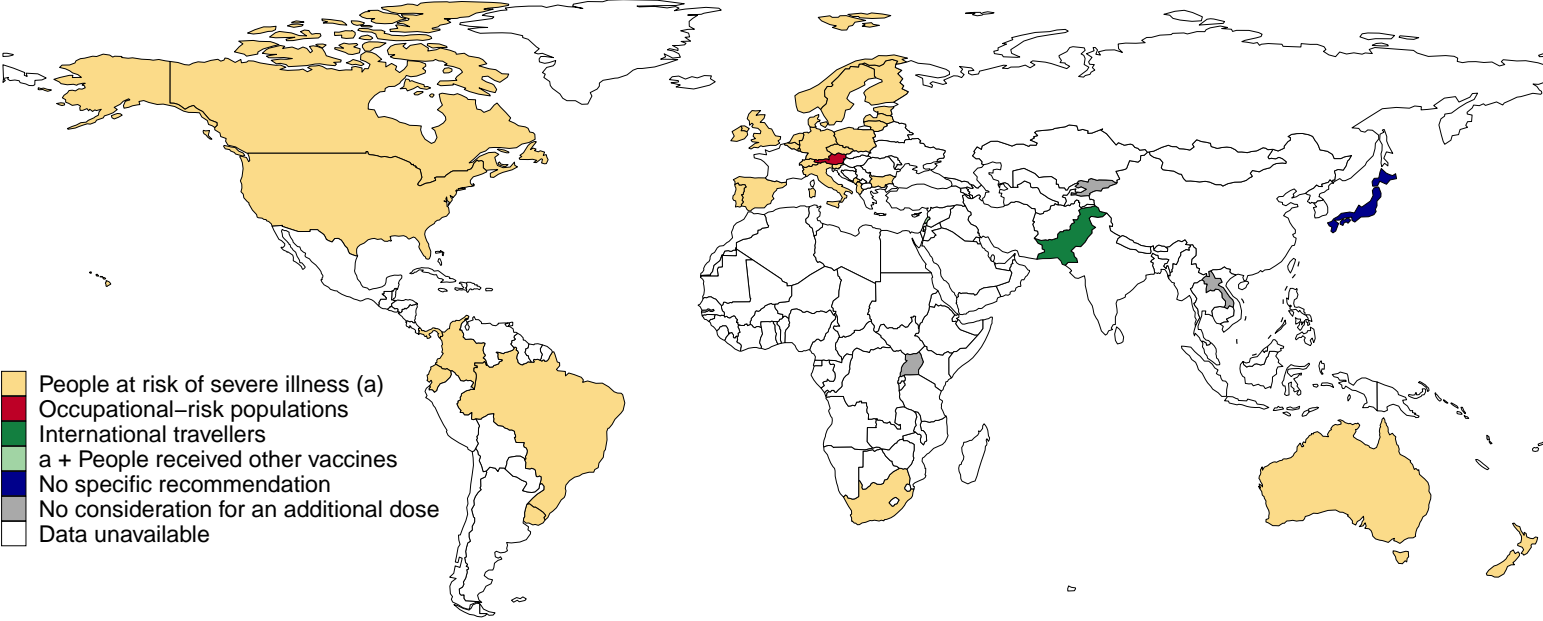 People at risk of severe illness (a)
Occupational−risk populations
International travellers
a + People received other vaccines
No specific recommendation
No consideration for an additional dose
Data unavailable